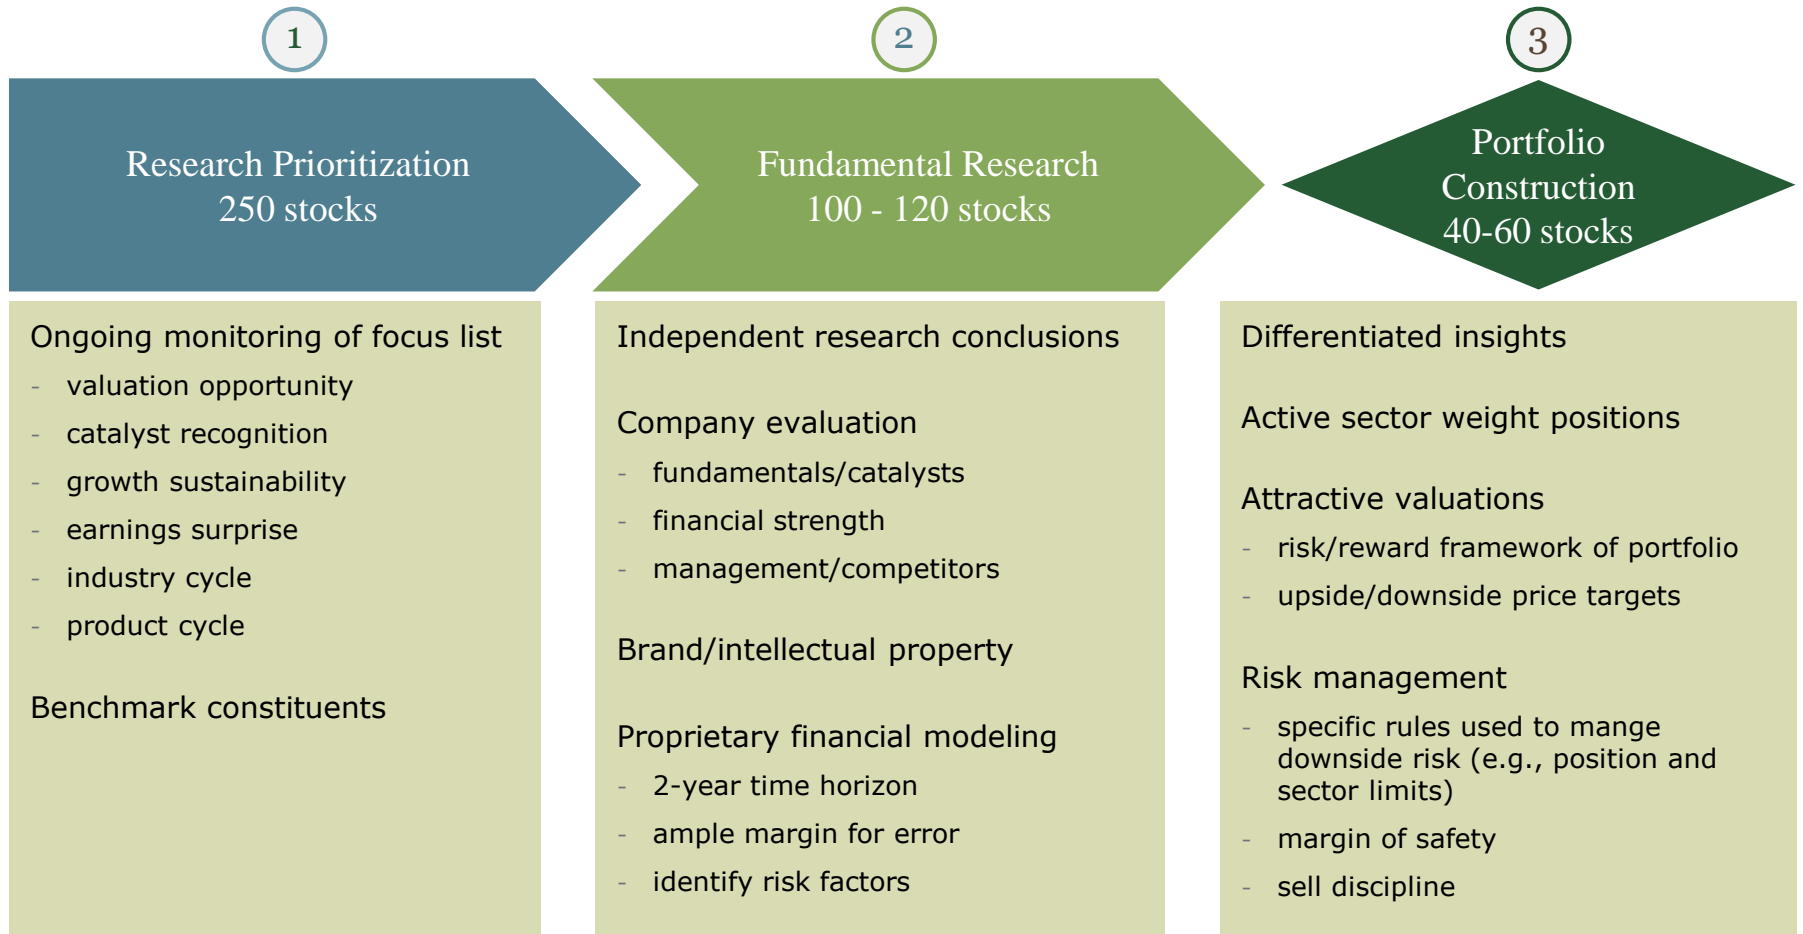 1
Research Prioritization
250 stocks
Ongoing monitoring of focus list
- valuation opportunity
- catalyst recognition
- growth sustainability
- earnings surprise
- industry cycle
- product cycle
Benchmark constituents
2
Fundamental Research
100 - 120 stocks
Independent research conclusions
Company evaluation
- fundamentals/catalysts
- financial strength
- management/competitors
Brand/intellectual property
Proprietary financial modeling
- 2-year time horizon
- ample margin for error
- identify risk factors
3
Portfolio
Construction
40-60 stocks
Differentiated insights
Active sector weight positions
Attractive valuations
- risk/reward framework of portfolio
- upside/downside price targets
Risk management
- specific rules used to mange
downside risk (e.g., position and
sector limits)
- margin of safety
- sell discipline